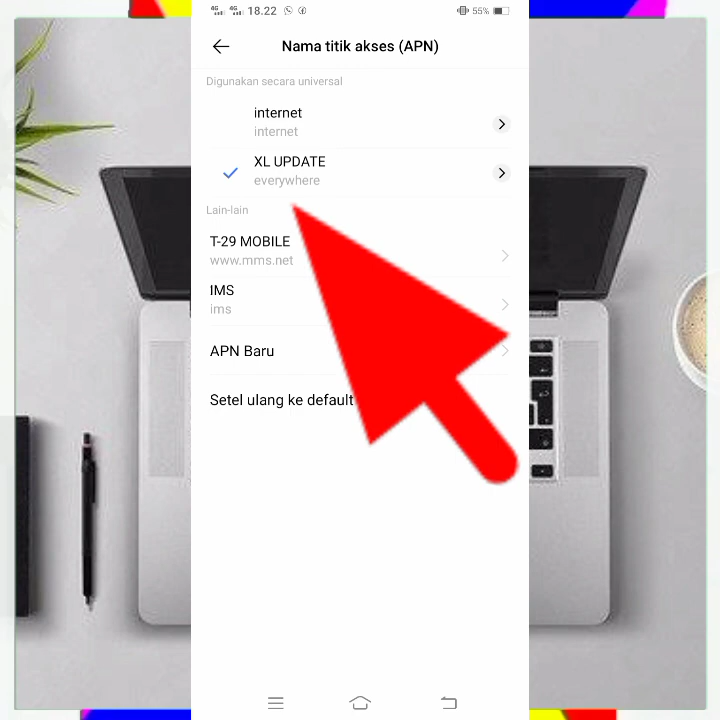 4G 4G 18.22 55%
Nama titik akses (APN)
Digunakan secara universal
internet
internet
XL UPDATE
everywhere
Lain-lain
T-29 MOBILE
www.mms.net
IMS
ims
APN Baru
Setel ulang ke default